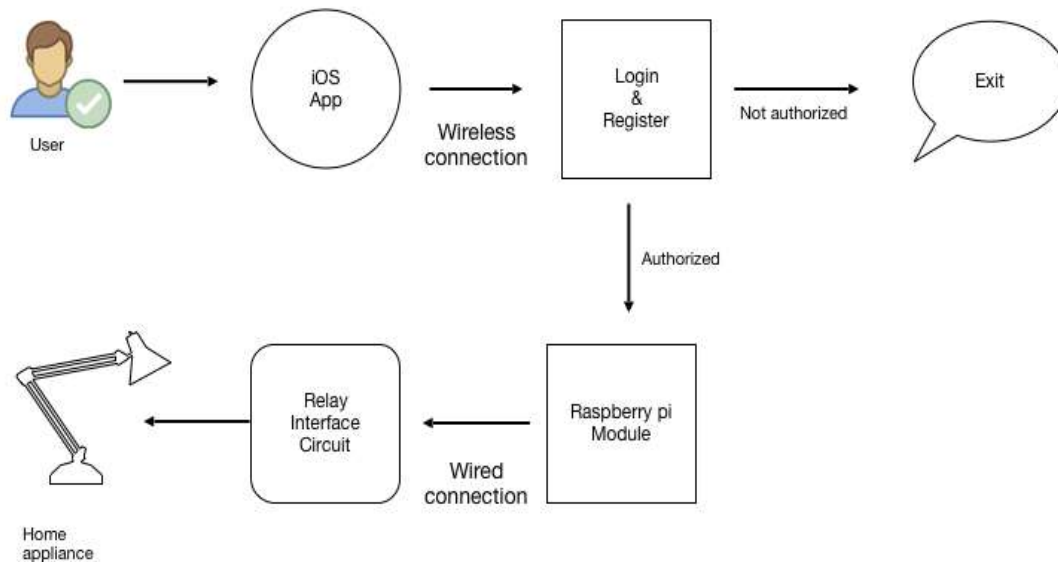 User
iOS
App
Wireless
connection
Login
&
Register
Not authorized
Exit
Authorized
Raspberry pi
Module
Wired
connection
Relay
Interface
Circuit
Home
appliance